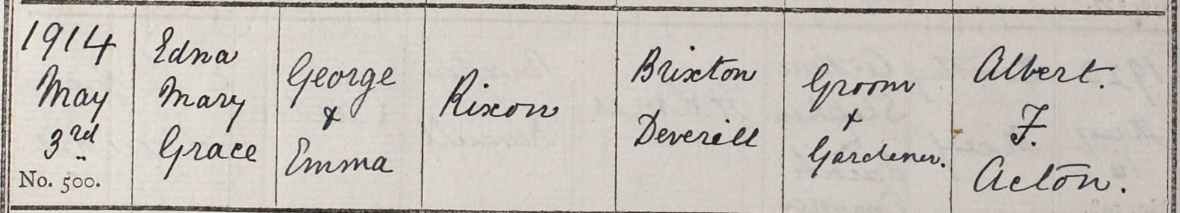 1914
May
3rd
No. 500.
Edna
Mary
Grace
George
&
Emma
Rixon
Brixton
Deverill
Groom
+
Gardener.
Albert.
F.
Acton.